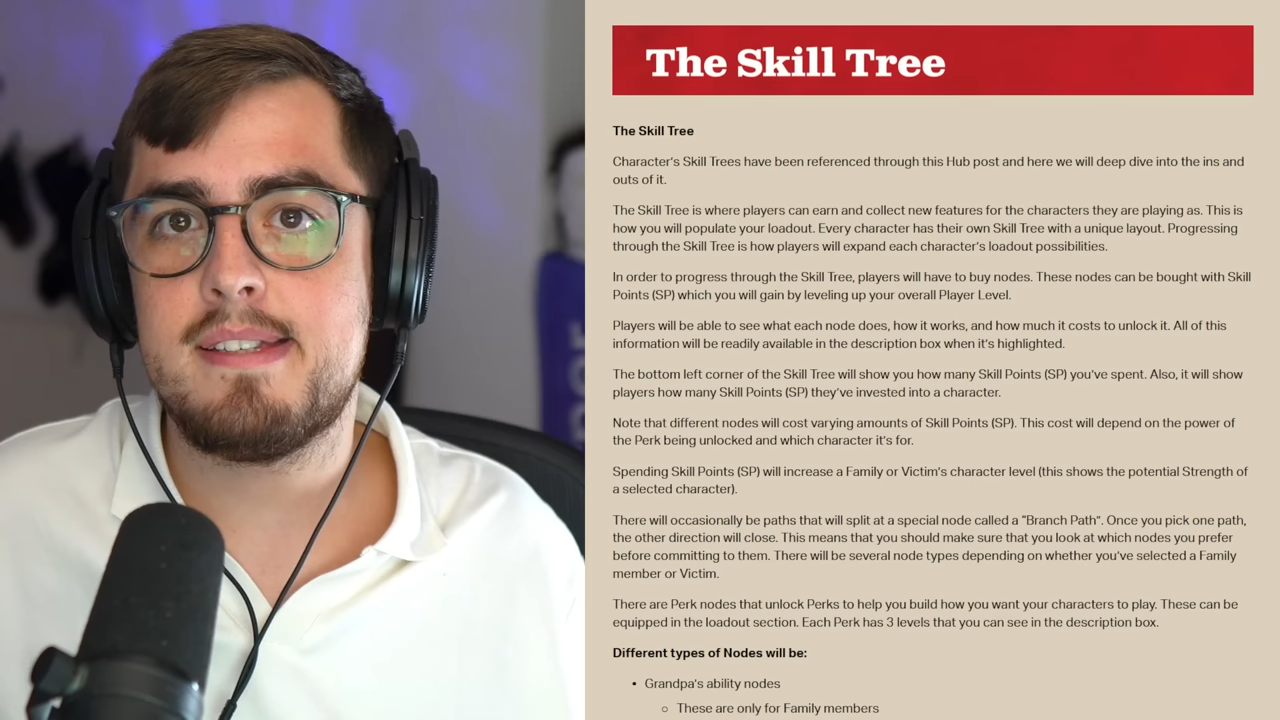 The Skill Tree
The Skill Tree
Character's Skill Trees have been referenced through this Hub post and here we will deep dive into the ins and
outs of it.
The Skill Tree is where players can earn and collect new features for the characters they are playing as. This is
how you will populate your loadout. Every character has their own Skill Tree with a unique layout. Progressing
through the Skill Tree is how players will expand each character's loadout possibilities.
In order to progress through the Skill Tree, players will have to buy nodes. These nodes can be bought with Skill
Points (SP) which you will gain by leveling up your overall Player Level.
Players will be able to see what each node does, how it works, and how much it costs to unlock it. All of this
information will be readily available in the description box when it's highlighted.
The bottom left corner of the Skill Tree will show you how many Skill Points (SP) you've spent. Also, it will show
players how many Skill Points (SP) they've invested into a character.
Note that different nodes will cost varying amounts of Skill Points (SP). This cost will depend on the power of
the Perk being unlocked and which character it's for.
Spending Skill Points (SP) will increase a Family or Victim's character level (this shows the potential Strength of
a selected character).
There will occasionally be paths that will split at a special node called a "Branch Path". Once you pick one path,
the other direction will close. This means that you should make sure that you look at which nodes you prefer
before committing to them. There will be several node types depending on whether you've selected a Family
member or Victim.
There are Perk nodes that unlock Perks to help you build how you want your characters to play. These can be
equipped in the loadout section. Each Perk has 3 levels that you can see in the description box.
Different types of Nodes will be:
• Grandpa's ability nodes
○ These are only for Family members